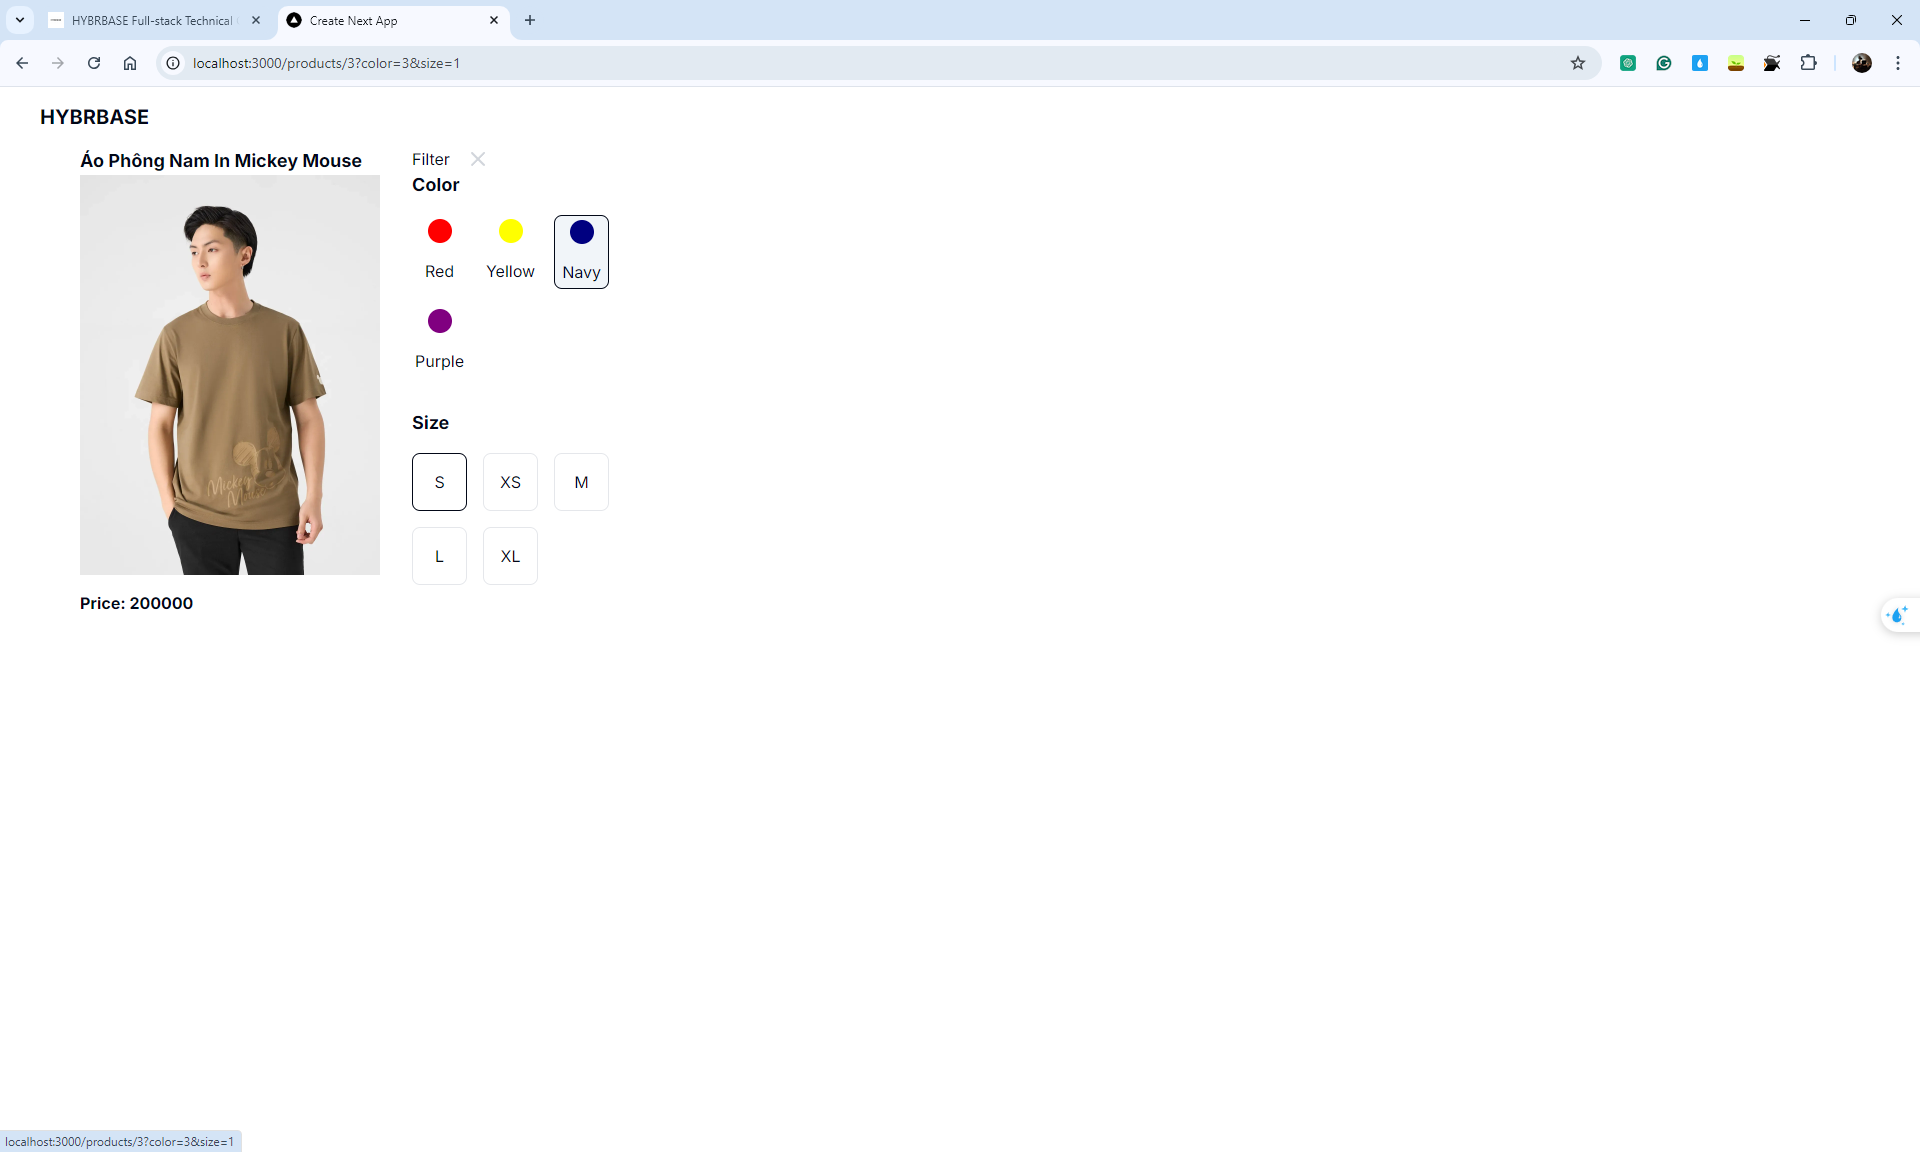 HYBRBASE Full-stack Technical
Create Next App
localhost:3000/products/3?color=3&size=1
HYBRBASE
Áo Phông Nam In Mickey Mouse
Filter
Color
Red
Yellow
Navy
Purple
Size
S
XS
M
L
XL
Mickey
Price: 200000
localhost:3000/products/3?color=3&size=1